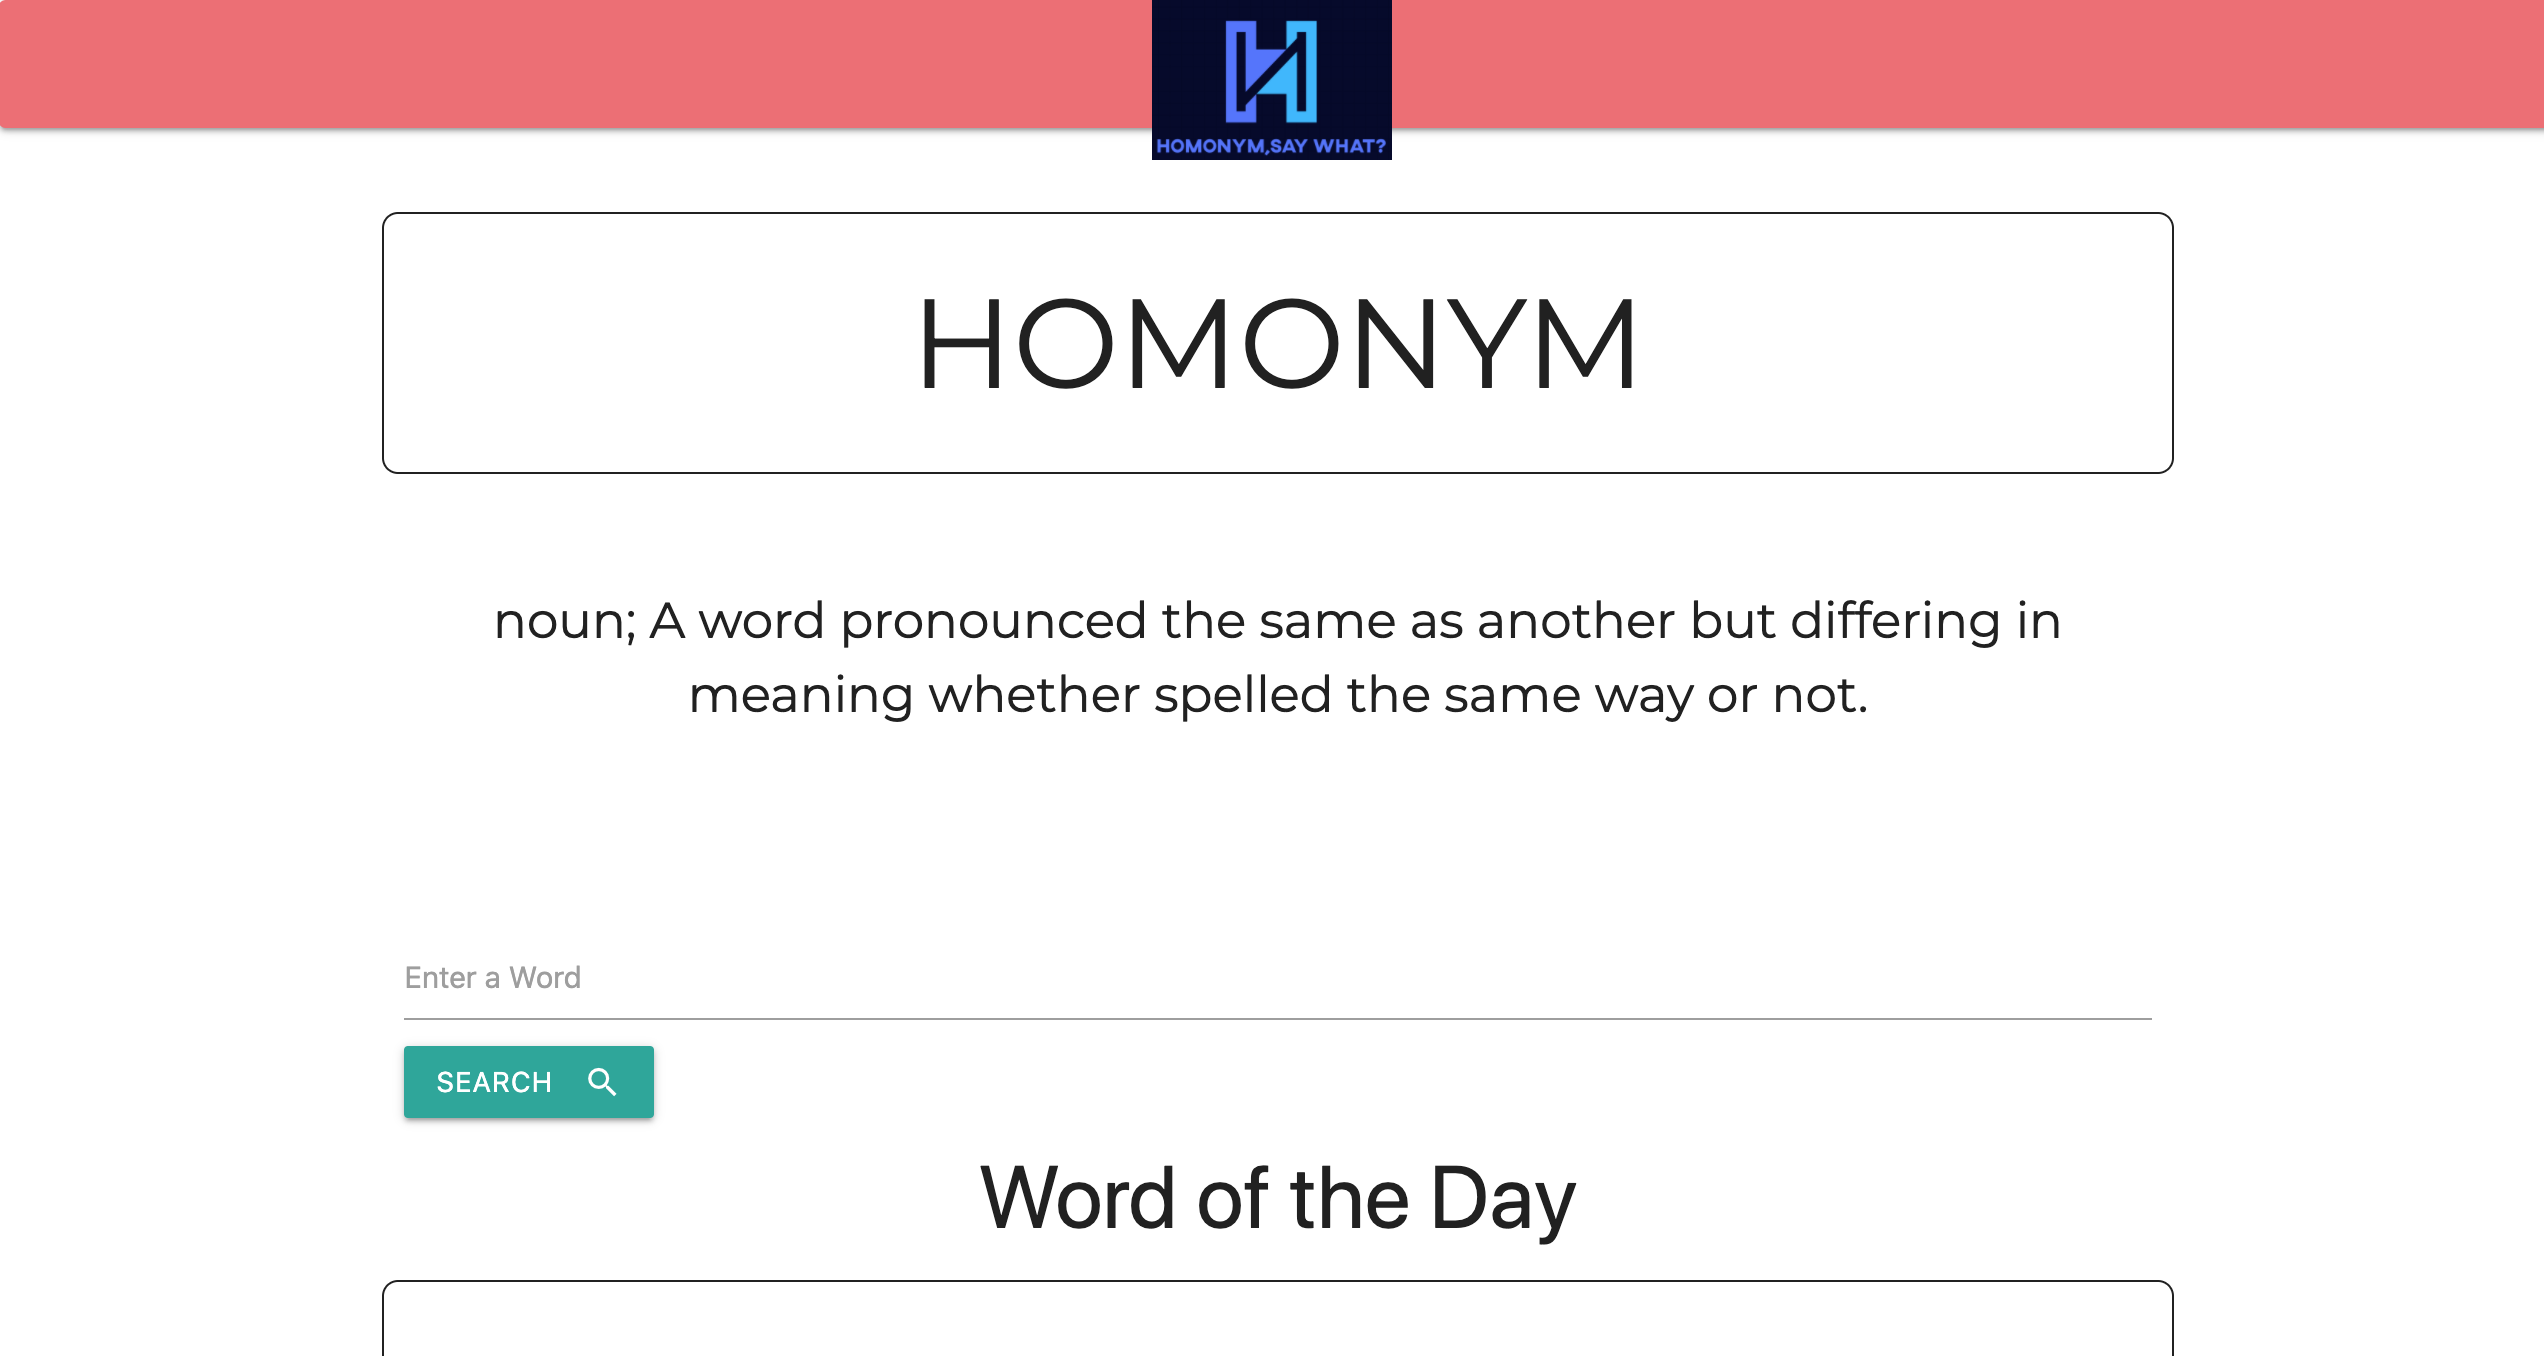 HOMONYM,SAY WHAT?
HOMONYM
noun; A word pronounced the same as another but differing in
meaning whether spelled the same way or not.
Enter a Word
SEARCH
Word of the Day